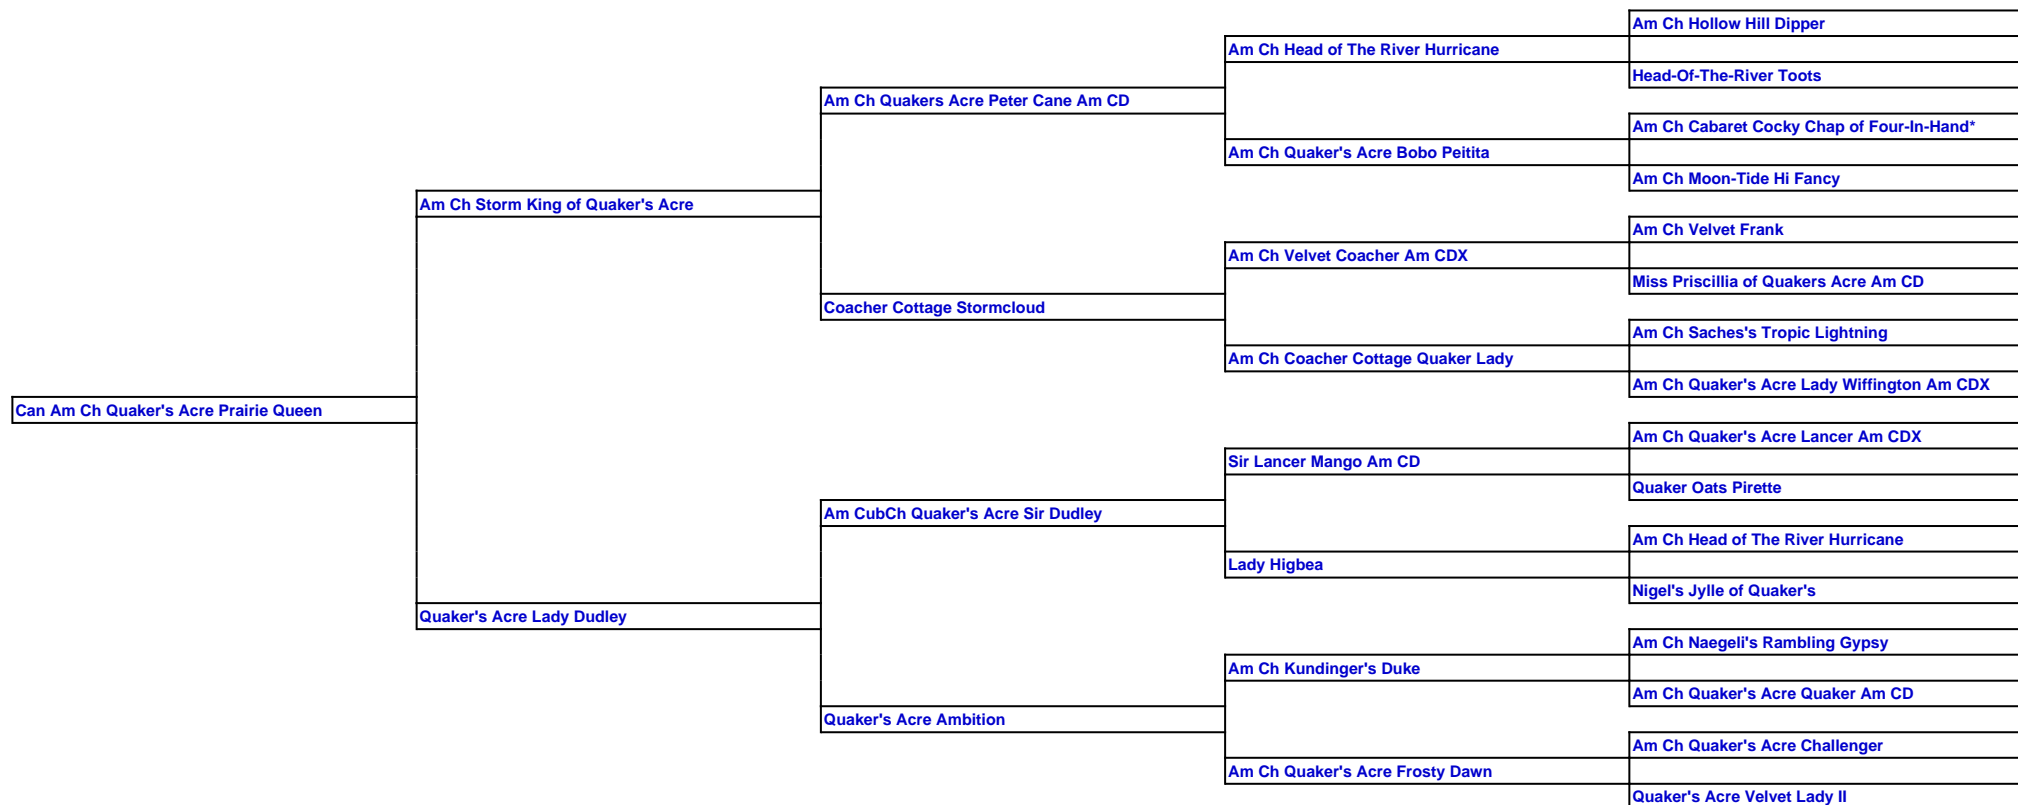 Am Ch Hollow Hill Dipper
Am Ch Head of The River Hurricane
Head-Of-The-River Toots
Am Ch Quakers Acre Peter Cane Am CD
Am Ch Cabaret Cocky Chap of Four-In-Hand*
Am Ch Quaker's Acre Bobo Peitita
Am Ch Moon-Tide Hi Fancy
Am Ch Storm King of Quaker's Acre
Am Ch Velvet Frank
Am Ch Velvet Coacher Am CDX
Miss Priscillia of Quakers Acre Am CD
Coacher Cottage Stormcloud
Am Ch Saches's Tropic Lightning
Am Ch Coacher Cottage Quaker Lady
Am Ch Quaker's Acre Lady Wiffington Am CDX
Can Am Ch Quaker's Acre Prairie Queen
Am Ch Quaker's Acre Lancer Am CDX
Sir Lancer Mango Am CD
Quaker Oats Pirette
Am CubCh Quaker's Acre Sir Dudley
Am Ch Head of The River Hurricane
Lady Higbea
Nigel's Jylle of Quaker's
Quaker's Acre Lady Dudley
Am Ch Naegeli's Rambling Gypsy
Am Ch Kundinger's Duke
Am Ch Quaker's Acre Quaker Am CD
Quaker's Acre Ambition
Am Ch Quaker's Acre Challenger
Am Ch Quaker's Acre Frosty Dawn
Quaker's Acre Velvet Lady II